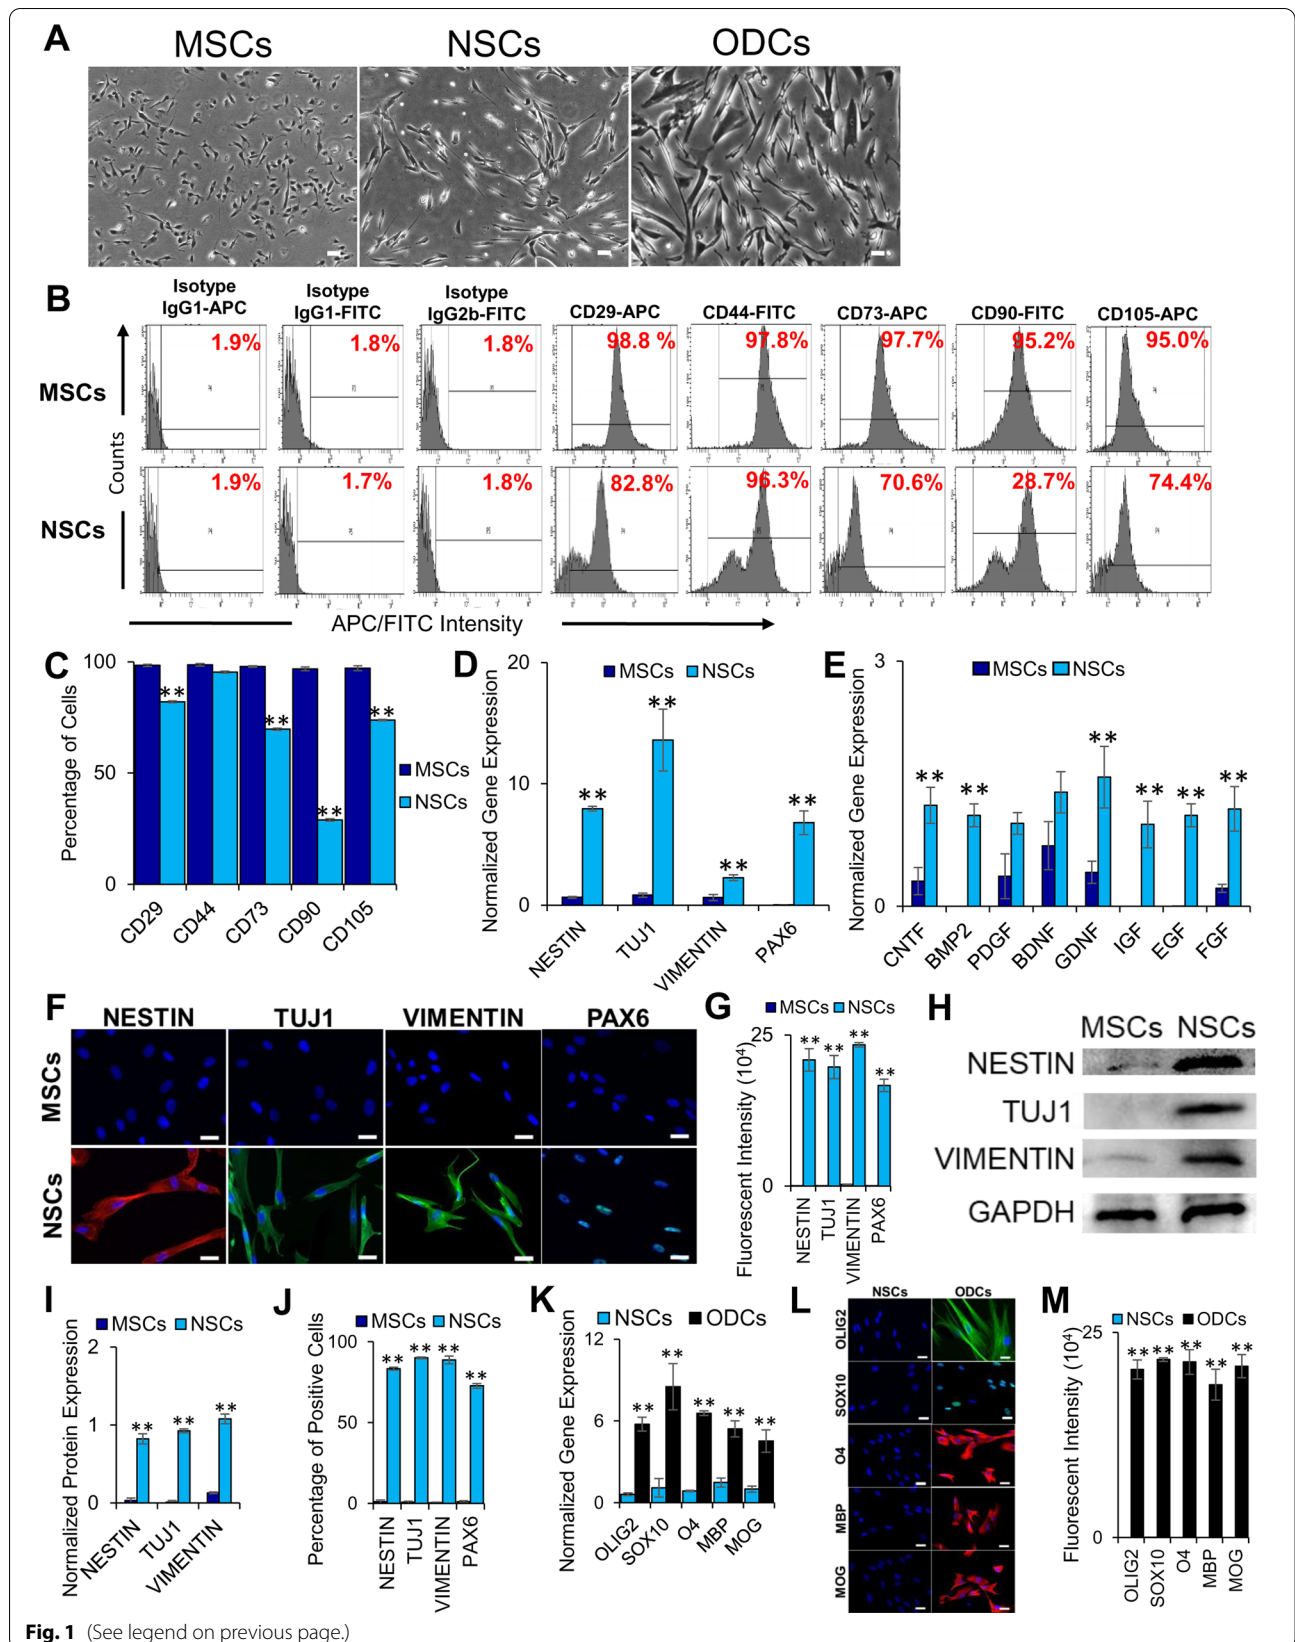 A
MSCs NSCs ODCs
B
Isotype IgG1-APC
Isotype IgG1-FITC
Isotype IgG2b-FITC
CD29-APC CD44-FITC CD73-APC CD90-FITC CD105-APC
MSCs
1.9% 1.8% 1.8% 98.8 % 97.8% 97.7% 95.2% 95.0%
Counts
NSCs
1.9% 1.7% 1.8% 82.8% 96.3% 70.6% 28.7% 74.4%
APC/FITC Intensity
C
Percentage of Cells
100
50
0
** ** ** **
MSCs
NSCs
CD29 CD44 CD73 CD90 CD105
D
Normalized Gene Expression
20
10
0
MSCs NSCs
** ** ** **
NESTIN TUJ1 VIMENTIN PAX6
E
Normalized Gene Expression
3
0
MSCs NSCs
** ** ** ** ** **
CNTF BMP2 PDGF BDNF GDNF IGF EGF FGF
F
NESTIN TUJ1 VIMENTIN PAX6
MSCs
NSCs
G
MSCs NSCs
Fluorescent Intensity (10⁴)
25
0
** ** ** **
NESTIN TUJ1 VIMENTIN PAX6
H
MSCs NSCs
NESTIN
TUJ1
VIMENTIN
GAPDH
I
MSCs NSCs
Normalized Protein Expression
2
1
0
** ** **
NESTIN TUJ1 VIMENTIN
J
MSCs NSCs
Percentage of Positive Cells
100
50
0
** ** ** **
NESTIN TUJ1 VIMENTIN PAX6
K
NSCs ODCs
Normalized Gene Expression
12
6
0
** ** ** ** **
OLIG2 SOX10 O4 MBP MOG
L
NSCs ODCs
OLIG2
SOX10
O4
MBP
MOG
M
NSCs ODCs
Fluorescent Intensity (10⁴)
25
0
** ** ** ** **
OLIG2 SOX10 O4 MBP MOG
Fig. 1 (See legend on previous page.)